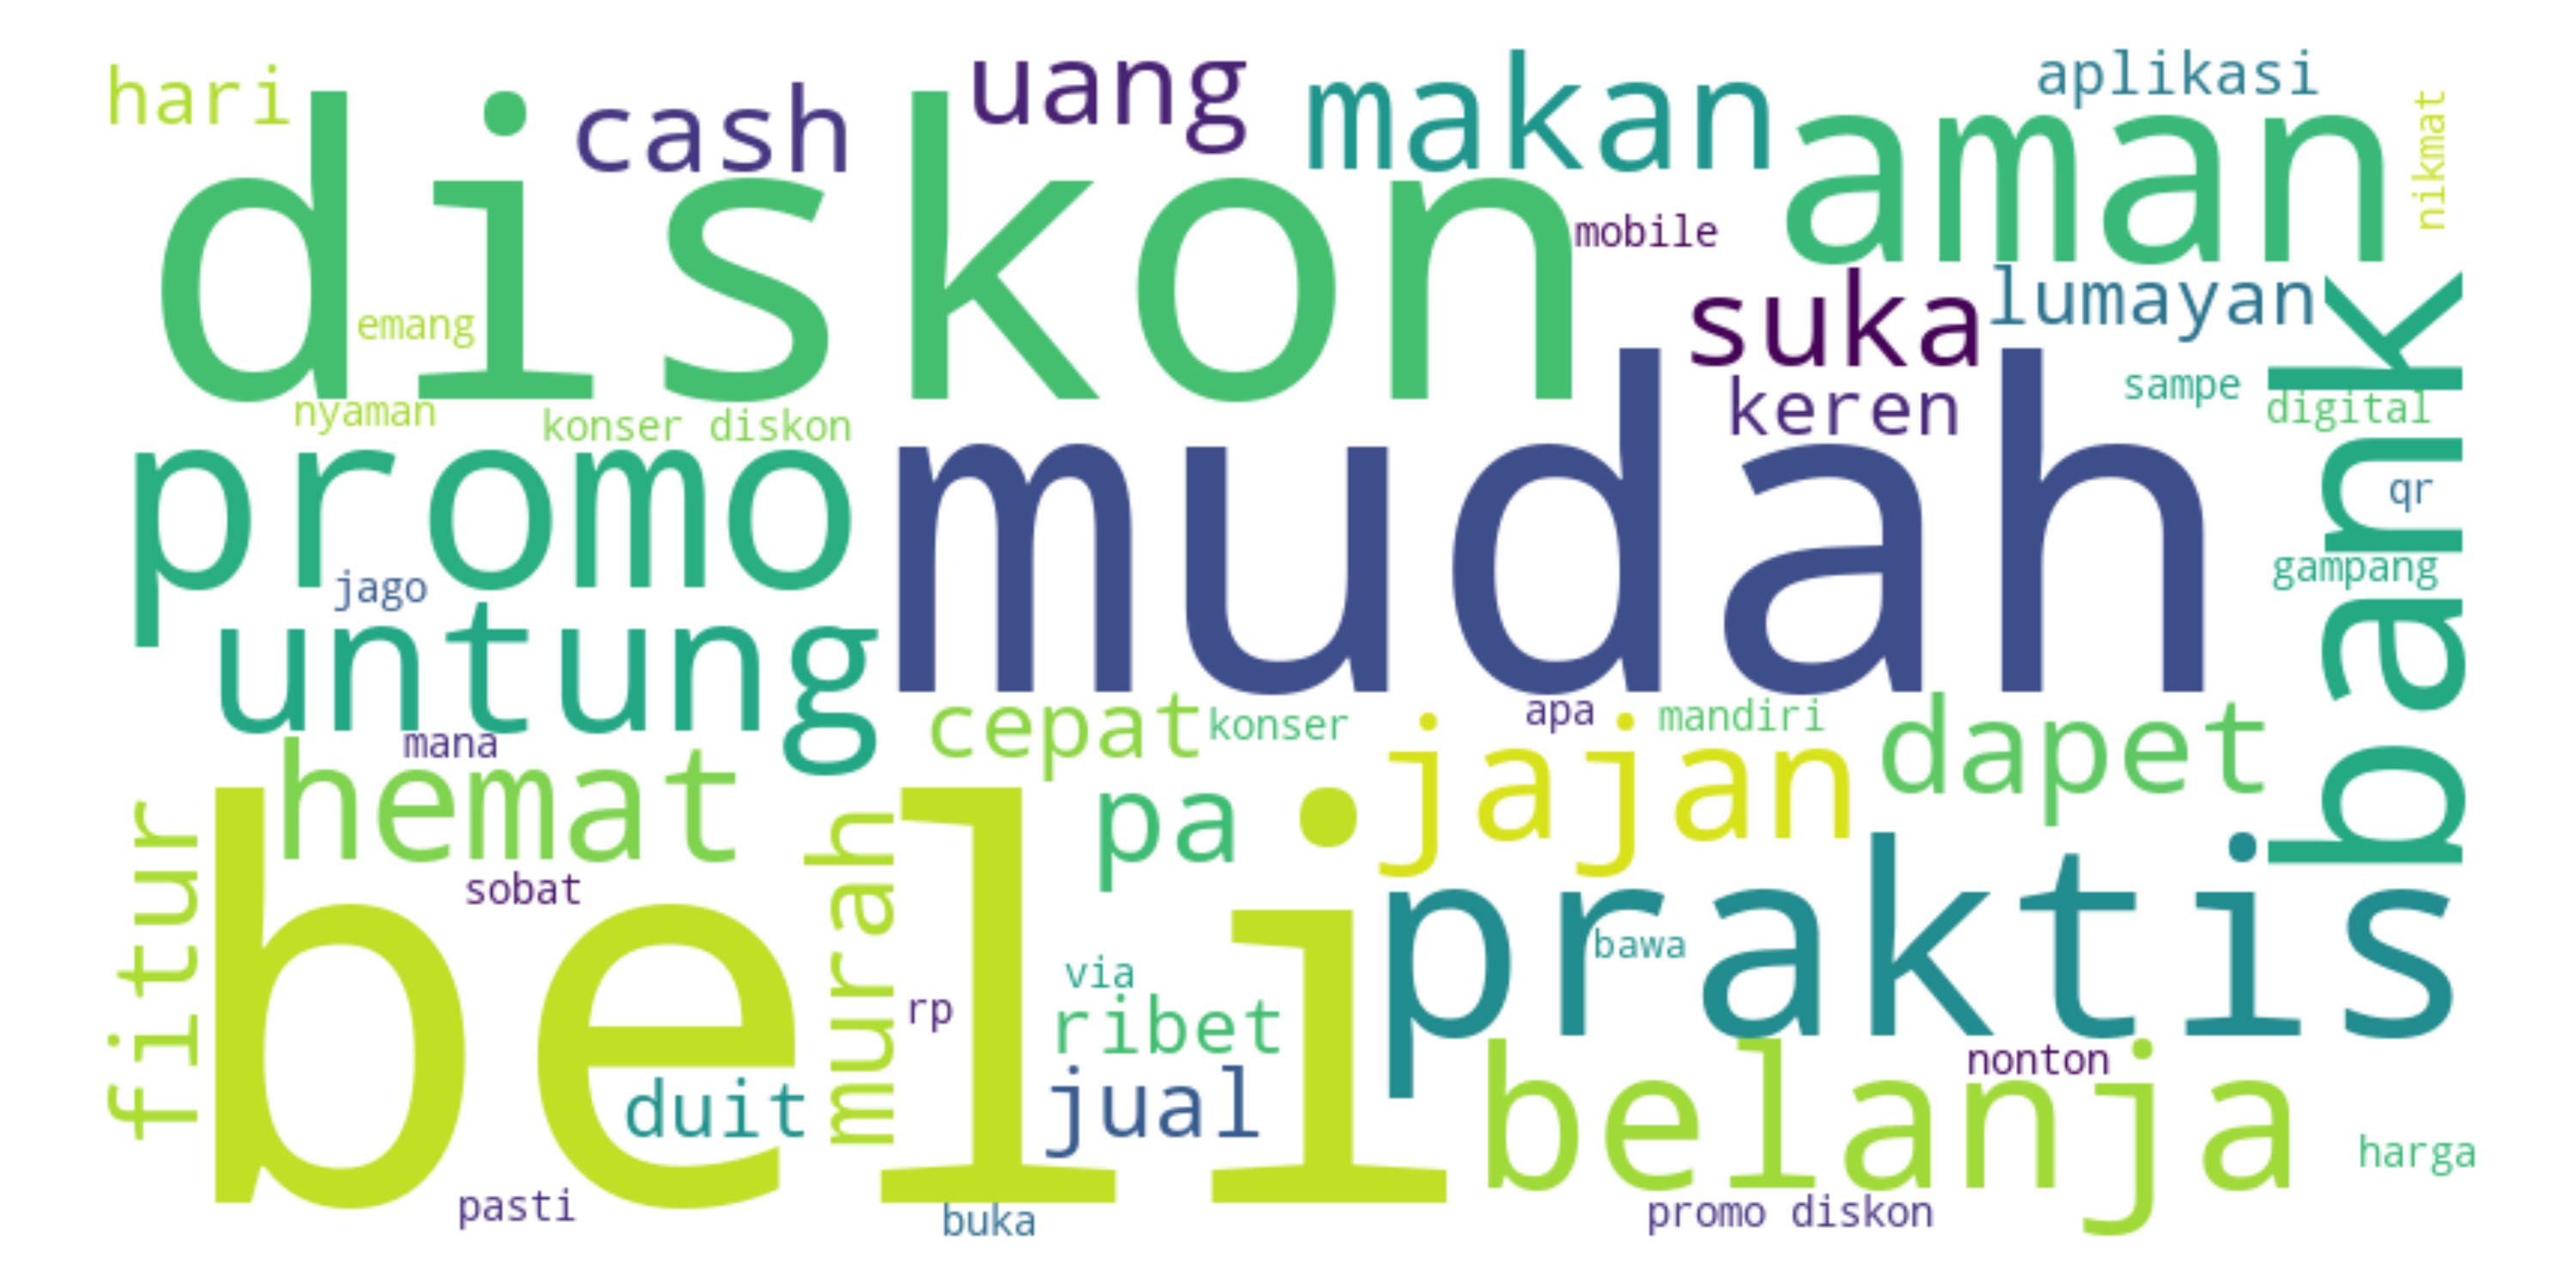 hari
diskon
cash
uang
makan
aplikasi
aman
nikmat
mobile
suka
lumayan
emang
keren
sampe
digital
nyaman
konser diskon
promo
mudah
bank
qr
gampang
jago
untung
mana
cepat
konser
apa
mandiri
jajan
dapet
hemat
pa
fitur
beli
murah
sobat
praktis
bawa
via
rp
ribet
duit
jual
belanja
nonton
harga
pasti
buka
promo diskon